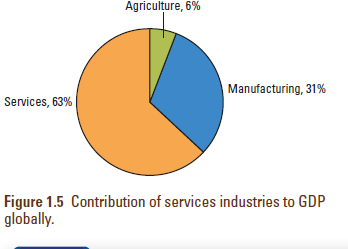 Agriculture, 6%
Manufacturing, 31%
Services, 63%
Figure 1.5 Contribution of services industries to GDP
globally.